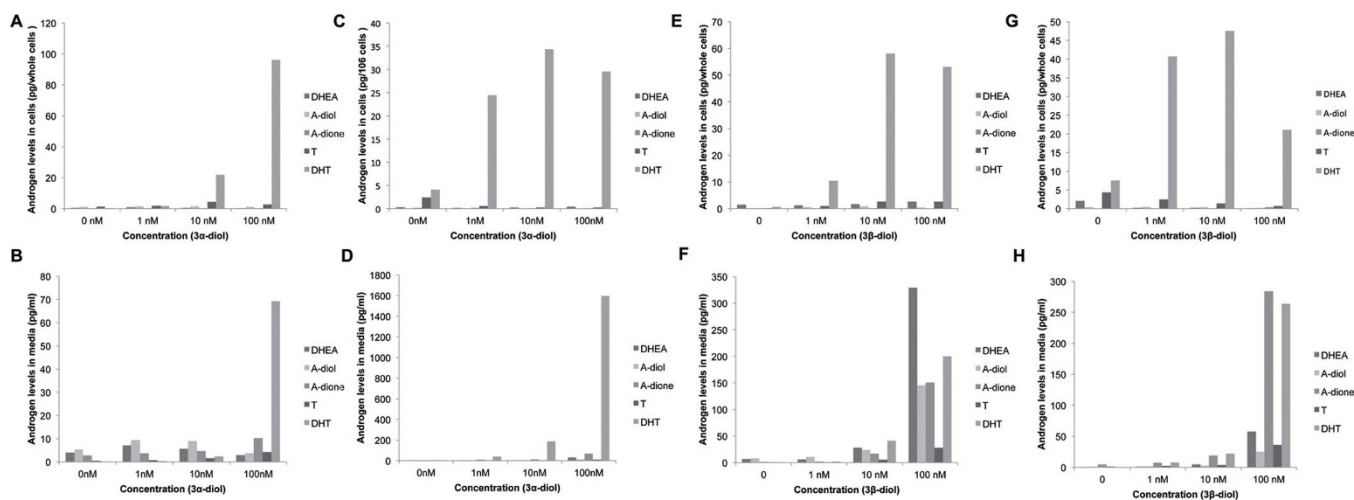 A
Androgen levels in cells (pg/whole cells )
120
100
80
60
40
20
0
0 nM
1 nM
10 nM
100 nM
Concentration (3α-diol)
DHEA
A-diol
A-dione
T
DHT
C
Androgen levels in cells (pg/106 cells )
40
35
30
25
20
15
10
5
0
0nM
1nM
10nM
100nM
Concentration (3α-diol)
DHEA
A-diol
A-dione
T
DHT
E
Androgen levels in cells (pg/whole cells)
70
60
50
40
30
20
10
0
0
1 nM
10 nM
100 nM
Concentration (3β-diol)
DHEA
A-diol
A-dione
T
DHT
G
Androgen levels in cells (pg/whole cells)
50
45
40
35
30
25
20
15
10
5
0
0
1 nM
10 nM
100 nM
Concentration (3β-diol)
DHEA
A-diol
A-dione
T
DHT
B
Androgen levels in media (pg/ml)
80
70
60
50
40
30
20
10
0
0nM
1nM
10nM
100nM
Concentration (3α-diol)
DHEA
A-diol
A-dione
T
DHT
D
Androgen levels in media (pg/ml)
1800
1600
1400
1200
1000
800
600
400
200
0
0nM
1nM
10nM
100nM
Concentration (3α-diol)
DHEA
A-diol
A-dione
T
DHT
F
Androgen levels in media (pg/ml)
350
300
250
200
150
100
50
0
0
1 nM
10 nM
100 nM
Concentration (3β-diol)
DHEA
A-diol
A-dione
T
DHT
H
Androgen levels in media (pg/ml)
300
250
200
150
100
50
0
0
1 nM
10 nM
100 nM
Concentration (3β-diol)
DHEA
A-diol
A-dione
T
DHT